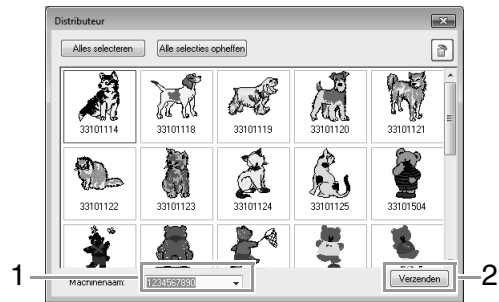 Distributeur
Alles selecteren Alle selecties opheffen
33101114 33101118 33101119 33101120 33101121
33101122 33101123 33101124 33101125 33101504
1 Machinenaam: 1234567890 Verzenden 2